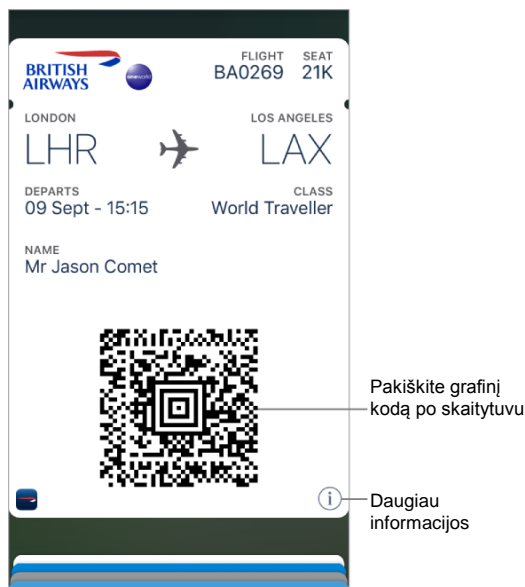 BRITISH
AIRWAYS
oneworld
FLIGHT SEAT
BA0269 21K
LONDON LOS ANGELES
LHR LAX
DEPARTS CLASS
09 Sept - 15:15 World Traveller
NAME
Mr Jason Comet
Pakiškite grafinį
kodą po skaitytuvu
i
Daugiau
informacijos